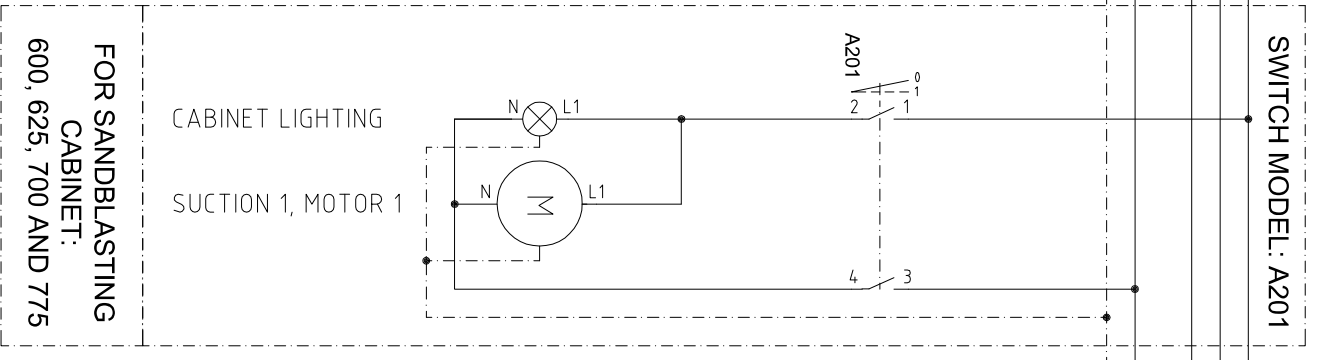 FOR SANDBLASTING
CABINET:
600, 625, 700 AND 775
CABINET LIGHTING
N L1
SUCTION 1, MOTOR 1
N L1
M
A201
0
1
2 1
4 3
SWITCH MODEL: A201